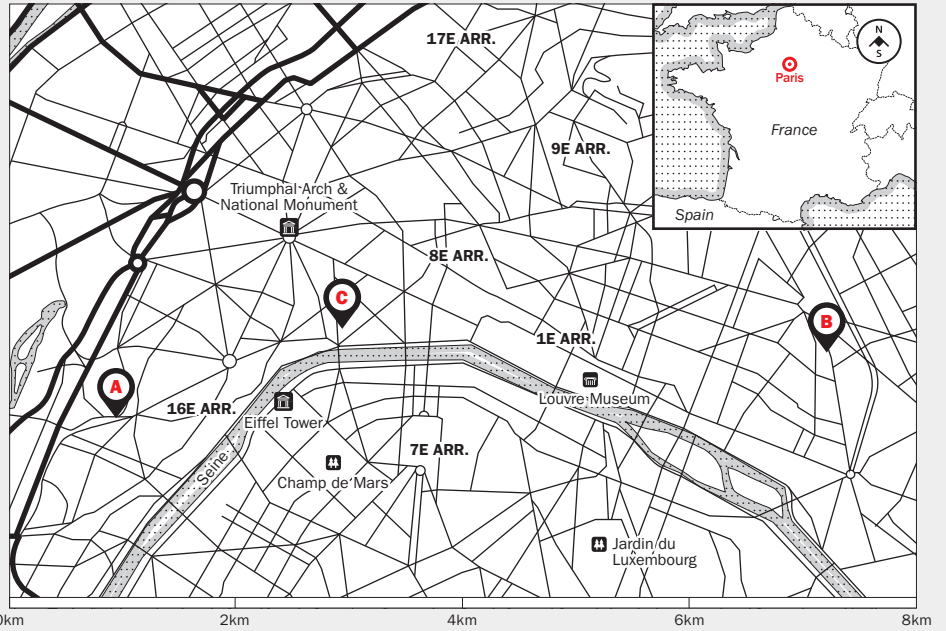 17E ARR.
N
S
Paris
France
9E ARR.
Triumphal Arch &
National Monument
Spain
8E ARR.
C
B
1E ARR.
A
Louvre Museum
16E ARR.
Eiffel Tower
7E ARR.
Seine
Champ de Mars
Jardin du
Luxembourg
0km
2km
4km
6km
8km